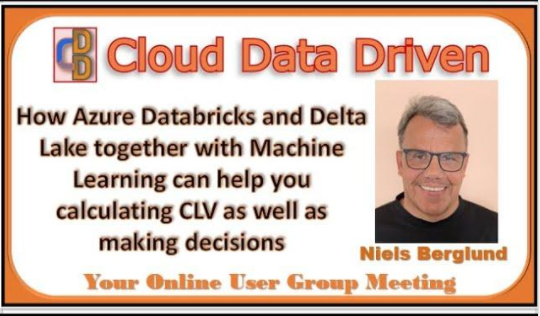 CDD Cloud Data Driven
How Azure Databricks and Delta
Lake together with Machine
Learning can help you
calculating CLV as well as
making decisions
Niels Berglund
Your Online User Group Meeting